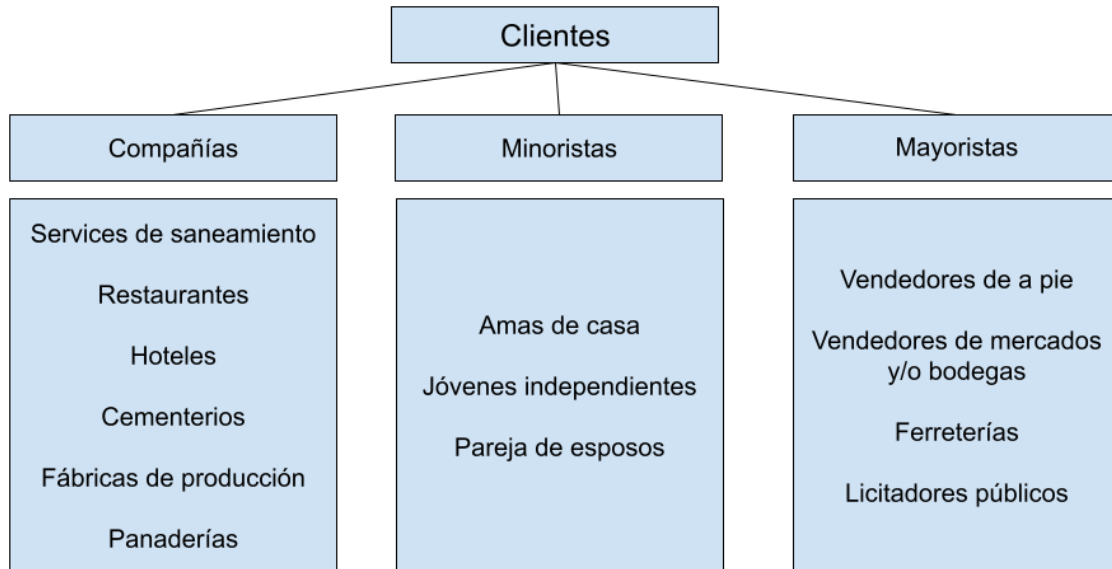 Clientes
Compañías
Services de saneamiento
Restaurantes
Hoteles
Cementerios
Fábricas de producción
Panaderías
Minoristas
Amas de casa
Jóvenes independientes
Pareja de esposos
Mayoristas
Vendedores de a pie
Vendedores de mercados
y/o bodegas
Ferreterías
Licitadores públicos